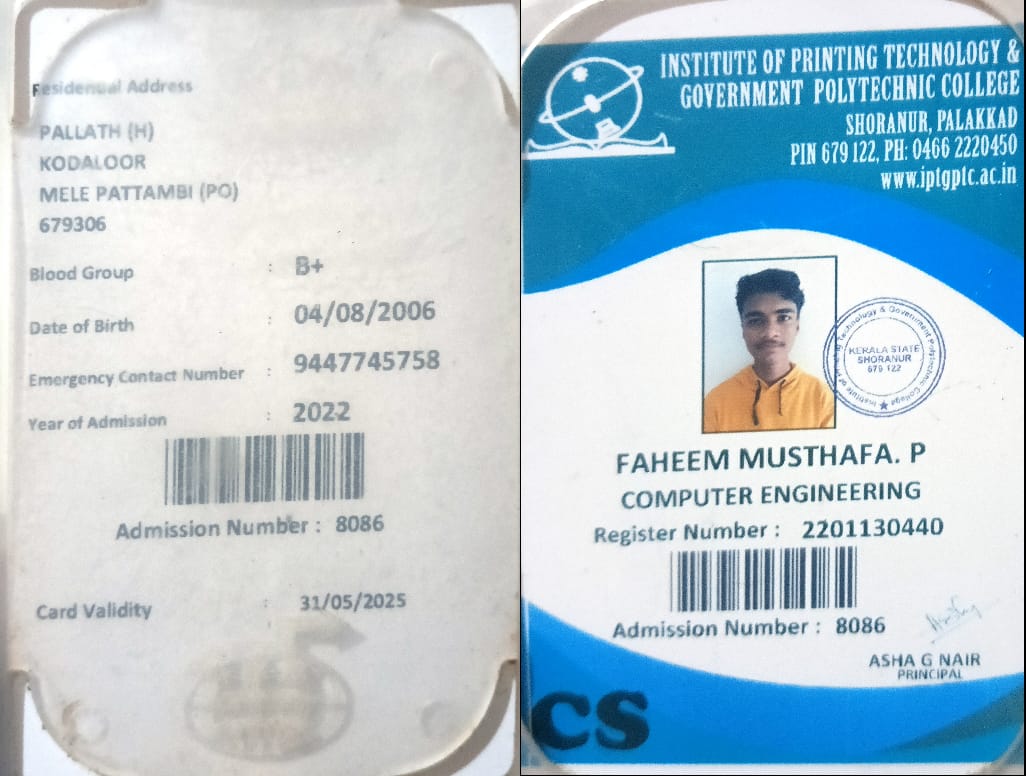 Residential Address
PALLATH (H)
KODALOOR
MELE PATTAMBI (PO)
679306
Blood Group : B+
Date of Birth : 04/08/2006
Emergency Contact Number : 9447745758
Year of Admission : 2022
Admission Number : 8086
Card Validity : 31/05/2025
INSTITUTE OF PRINTING TECHNOLOGY &
GOVERNMENT POLYTECHNIC COLLEGE
SHORANUR, PALAKKAD
PIN 679 122, PH: 0466 2220450
www.iptgptc.ac.in
Institute of Printing Technology & Government Polytechnic College
KERALA STATE
SHORANUR
679 122
FAHEEM MUSTHAFA. P
COMPUTER ENGINEERING
Register Number : 2201130440
Admission Number : 8086
ASHA G NAIR
PRINCIPAL
CS